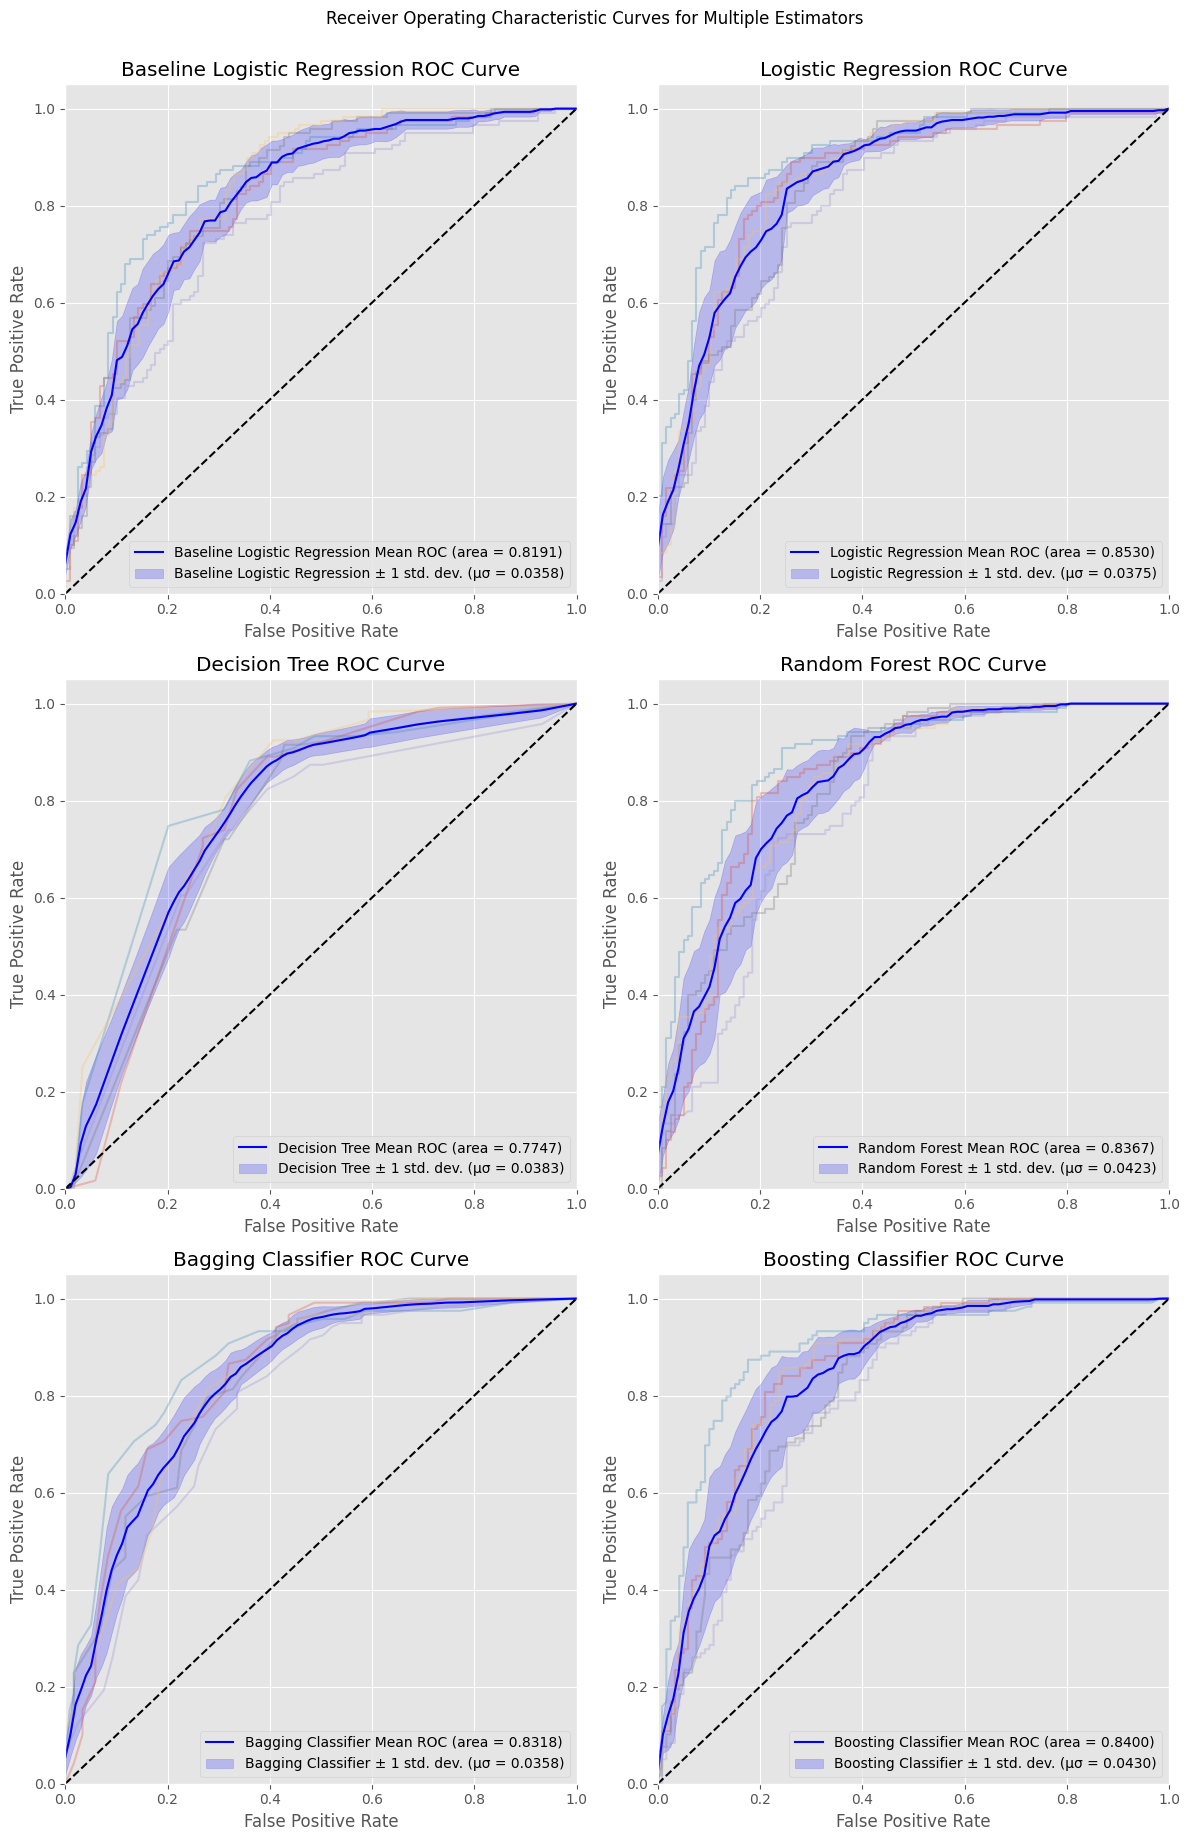 Receiver Operating Characteristic Curves for Multiple Estimators
Baseline Logistic Regression ROC Curve
True Positive Rate
1.0
0.8
0.6
0.4
0.2
0.0
Baseline Logistic Regression Mean ROC (area = 0.8191)
Baseline Logistic Regression ± 1 std. dev. (μσ = 0.0358)
0.0 0.2 0.4 0.6 0.8 1.0
False Positive Rate
Logistic Regression ROC Curve
True Positive Rate
1.0
0.8
0.6
0.4
0.2
0.0
Logistic Regression Mean ROC (area = 0.8530)
Logistic Regression ± 1 std. dev. (μσ = 0.0375)
0.0 0.2 0.4 0.6 0.8 1.0
False Positive Rate
Decision Tree ROC Curve
True Positive Rate
1.0
0.8
0.6
0.4
0.2
0.0
Decision Tree Mean ROC (area = 0.7747)
Decision Tree ± 1 std. dev. (μσ = 0.0383)
0.0 0.2 0.4 0.6 0.8 1.0
False Positive Rate
Random Forest ROC Curve
True Positive Rate
1.0
0.8
0.6
0.4
0.2
0.0
Random Forest Mean ROC (area = 0.8367)
Random Forest ± 1 std. dev. (μσ = 0.0423)
0.0 0.2 0.4 0.6 0.8 1.0
False Positive Rate
Bagging Classifier ROC Curve
True Positive Rate
1.0
0.8
0.6
0.4
0.2
0.0
Bagging Classifier Mean ROC (area = 0.8318)
Bagging Classifier ± 1 std. dev. (μσ = 0.0358)
0.0 0.2 0.4 0.6 0.8 1.0
False Positive Rate
Boosting Classifier ROC Curve
True Positive Rate
1.0
0.8
0.6
0.4
0.2
0.0
Boosting Classifier Mean ROC (area = 0.8400)
Boosting Classifier ± 1 std. dev. (μσ = 0.0430)
0.0 0.2 0.4 0.6 0.8 1.0
False Positive Rate